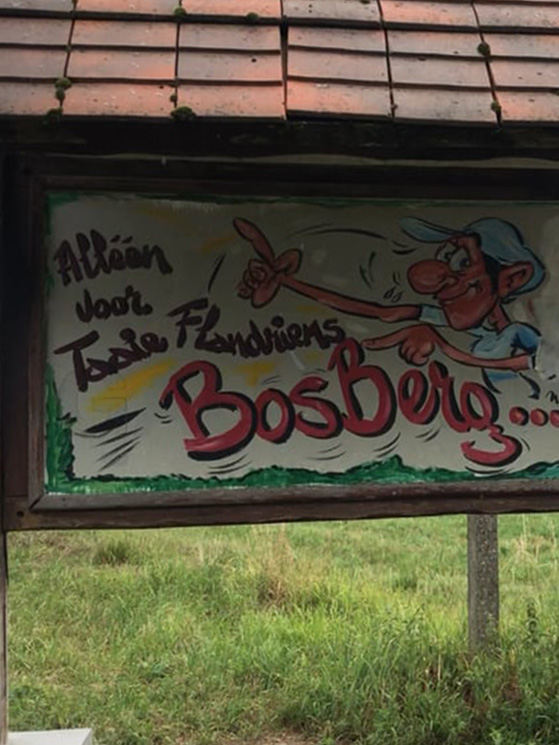 Alléén
voor
Taaie Flandriens
BosBerg...